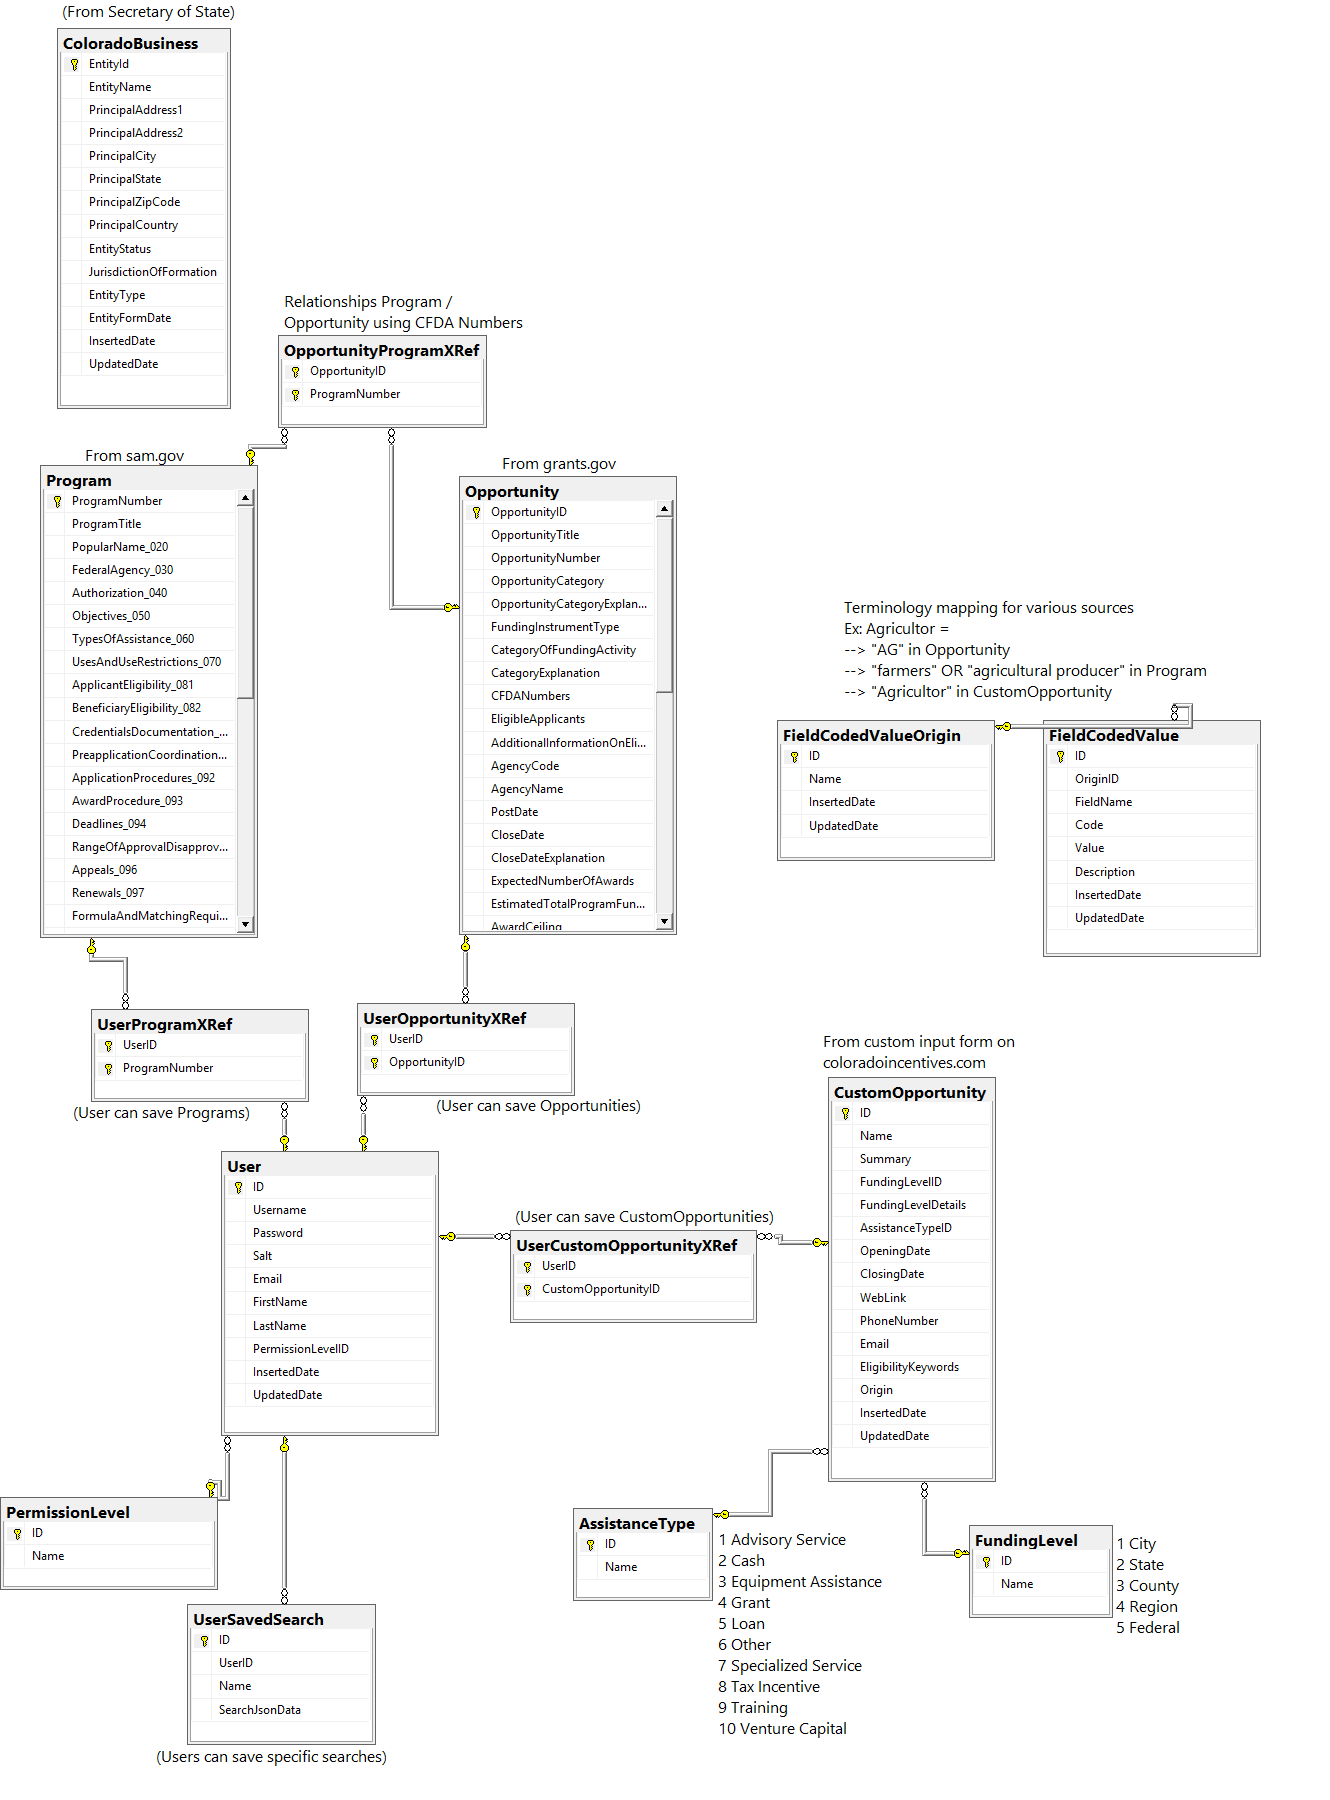 (From Secretary of State)
ColoradoBusiness
EntityId
EntityName
PrincipalAddress1
PrincipalAddress2
PrincipalCity
PrincipalState
PrincipalZipCode
PrincipalCountry
EntityStatus
JurisdictionOfFormation
EntityType
EntityFormDate
InsertedDate
UpdatedDate
Relationships Program /
Opportunity using CFDA Numbers
OpportunityProgramXRef
OpportunityID
ProgramNumber
From sam.gov
Program
ProgramNumber
ProgramTitle
PopularName_020
FederalAgency_030
Authorization_040
Objectives_050
TypesOfAssistance_060
UsesAndUseRestrictions_070
ApplicantEligibility_081
BeneficiaryEligibility_082
CredentialsDocumentation_...
PreapplicationCoordination...
ApplicationProcedures_092
AwardProcedure_093
Deadlines_094
RangeOfApprovalDisapprov...
Appeals_096
Renewals_097
FormulaAndMatchingRequi...
From grants.gov
Opportunity
OpportunityID
OpportunityTitle
OpportunityNumber
OpportunityCategory
OpportunityCategoryExplan...
FundingInstrumentType
CategoryOfFundingActivity
CategoryExplanation
CFDANumbers
EligibleApplicants
AdditionalInformationOnEli...
AgencyCode
AgencyName
PostDate
CloseDate
CloseDateExplanation
ExpectedNumberOfAwards
EstimatedTotalProgramFun...
AwardCeiling
Terminology mapping for various sources
Ex: Agricultor =
--> "AG" in Opportunity
--> "farmers" OR "agricultural producer" in Program
--> "Agricultor" in CustomOpportunity
FieldCodedValueOrigin
ID
Name
InsertedDate
UpdatedDate
FieldCodedValue
ID
OriginID
FieldName
Code
Value
Description
InsertedDate
UpdatedDate
UserProgramXRef
UserID
ProgramNumber
(User can save Programs)
UserOpportunityXRef
UserID
OpportunityID
(User can save Opportunities)
From custom input form on
coloradoincentives.com
CustomOpportunity
ID
Name
Summary
FundingLevelID
FundingLevelDetails
AssistanceTypeID
OpeningDate
ClosingDate
WebLink
PhoneNumber
Email
EligibilityKeywords
Origin
InsertedDate
UpdatedDate
User
ID
Username
Password
Salt
Email
FirstName
LastName
PermissionLevelID
InsertedDate
UpdatedDate
(User can save CustomOpportunities)
UserCustomOpportunityXRef
UserID
CustomOpportunityID
PermissionLevel
ID
Name
UserSavedSearch
ID
UserID
Name
SearchJsonData
(Users can save specific searches)
AssistanceType
ID
Name
1 Advisory Service
2 Cash
3 Equipment Assistance
4 Grant
5 Loan
6 Other
7 Specialized Service
8 Tax Incentive
9 Training
10 Venture Capital
FundingLevel
ID
Name
1 City
2 State
3 County
4 Region
5 Federal